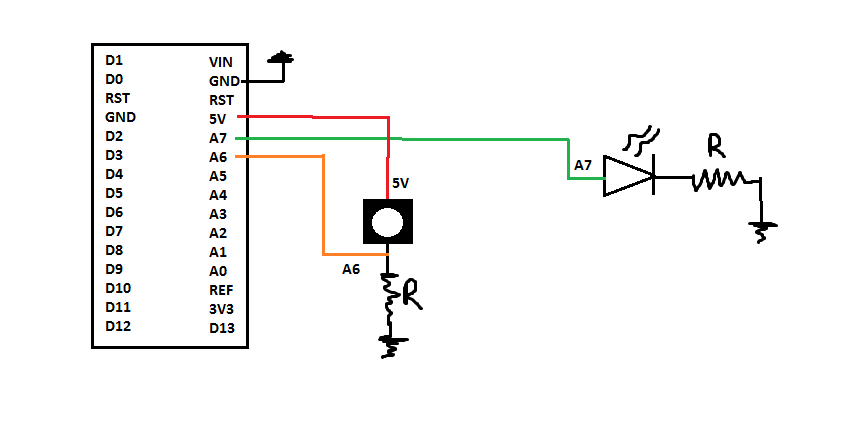 D1
D0
RST
GND
D2
D3
D4
D5
D6
D7
D8
D9
D10
D11
D12
VIN
GND
RST
5V
A7
A6
A5
A4
A3
A2
A1
A0
REF
3V3
D13
5V
A6
R
A7
R